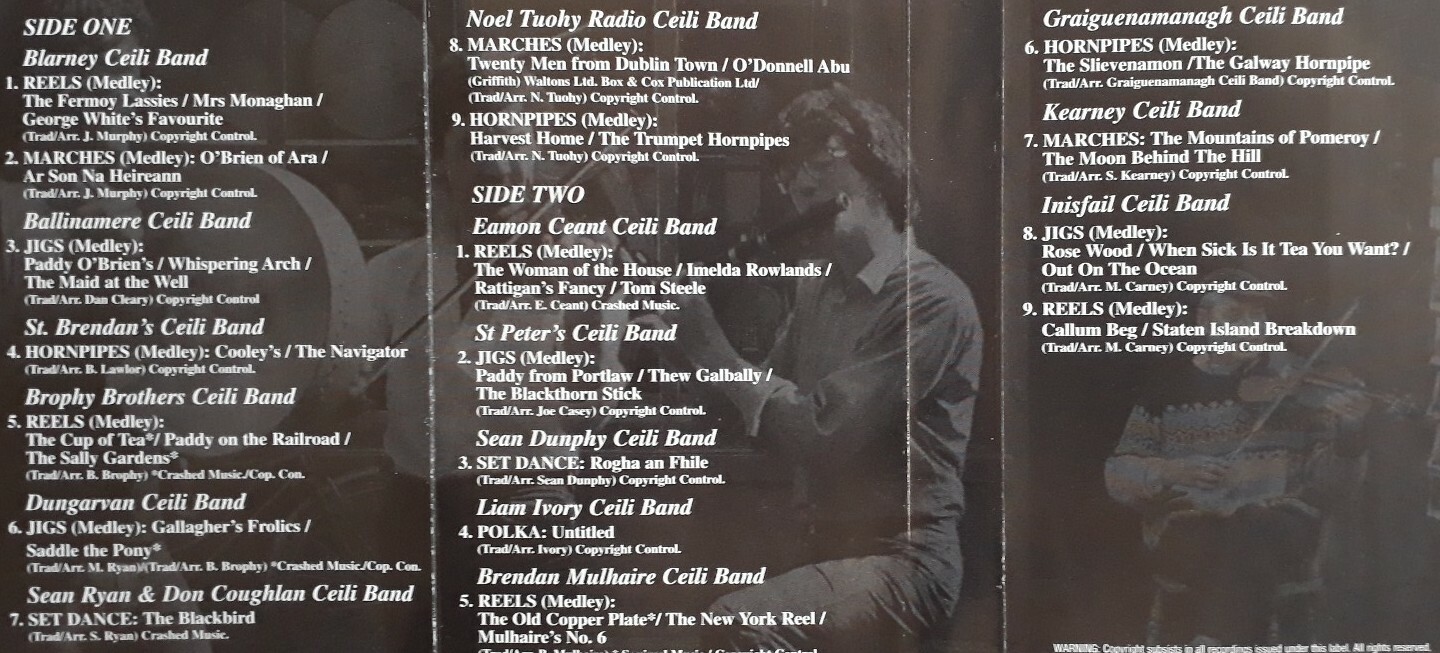 SIDE ONE
Blarney Ceili Band
1. REELS (Medley):
The Fermoy Lassies / Mrs Monaghan /
George White's Favourite
(Trad/Arr. J. Murphy) Copyright Control.
2. MARCHES (Medley): O'Brien of Ara /
Ar Son Na Heireann
(Trad/Arr. J. Murphy) Copyright Control.
Ballinamere Ceili Band
3. JIGS (Medley):
Paddy O'Brien's / Whispering Arch /
The Maid at the Well
(Trad/Arr. Dan Cleary) Copyright Control
St. Brendan's Ceili Band
4. HORNPIPES (Medley): Cooley's / The Navigator
(Trad/Arr. B. Lawlor) Copyright Control.
Brophy Brothers Ceili Band
5. REELS (Medley):
The Cup of Tea*/ Paddy on the Railroad /
The Sally Gardens*
(Trad/Arr. B. Brophy) *Crashed Music./Cop. Con.
Dungarvan Ceili Band
6. JIGS (Medley): Gallagher's Frolics /
Saddle the Pony*
(Trad/Arr. M. Ryan)/(Trad/Arr. B. Brophy) *Crashed Music./Cop. Con.
Sean Ryan & Don Coughlan Ceili Band
7. SET DANCE: The Blackbird
(Trad/Arr. S. Ryan) Crashed Music.
Noel Tuohy Radio Ceili Band
8. MARCHES (Medley):
Twenty Men from Dublin Town / O'Donnell Abu
(Griffith) Waltons Ltd. Box & Cox Publication Ltd/
(Trad/Arr. N. Tuohy) Copyright Control.
9. HORNPIPES (Medley):
Harvest Home / The Trumpet Hornpipes
(Trad/Arr. N. Tuohy) Copyright Control.
SIDE TWO
Eamon Ceant Ceili Band
1. REELS (Medley):
The Woman of the House / Imelda Rowlands /
Rattigan's Fancy / Tom Steele
(Trad/Arr. E. Ceant) Crashed Music.
St Peter's Ceili Band
2. JIGS (Medley):
Paddy from Portlaw / Thew Galbally /
The Blackthorn Stick
(Trad/Arr. Joe Casey) Copyright Control.
Sean Dunphy Ceili Band
3. SET DANCE: Rogha an Fhile
(Trad/Arr. Sean Dunphy) Copyright Control.
Liam Ivory Ceili Band
4. POLKA: Untitled
(Trad/Arr. Ivory) Copyright Control.
Brendan Mulhaire Ceili Band
5. REELS (Medley):
The Old Copper Plate*/ The New York Reel /
Mulhaire's No. 6
Graiguenamanagh Ceili Band
6. HORNPIPES (Medley):
The Slievenamon /The Galway Hornpipe
(Trad/Arr. Graiguenamanagh Ceili Band) Copyright Control.
Kearney Ceili Band
7. MARCHES: The Mountains of Pomeroy /
The Moon Behind The Hill
(Trad/Arr. S. Kearney) Copyright Control.
Inisfail Ceili Band
8. JIGS (Medley):
Rose Wood / When Sick Is It Tea You Want? /
Out On The Ocean
(Trad/Arr. M. Carney) Copyright Control.
9. REELS (Medley):
Callum Beg / Staten Island Breakdown
(Trad/Arr. M. Carney) Copyright Control.
WARNING: Copyright subsists in all recordings issued under this label. All rights reserved.